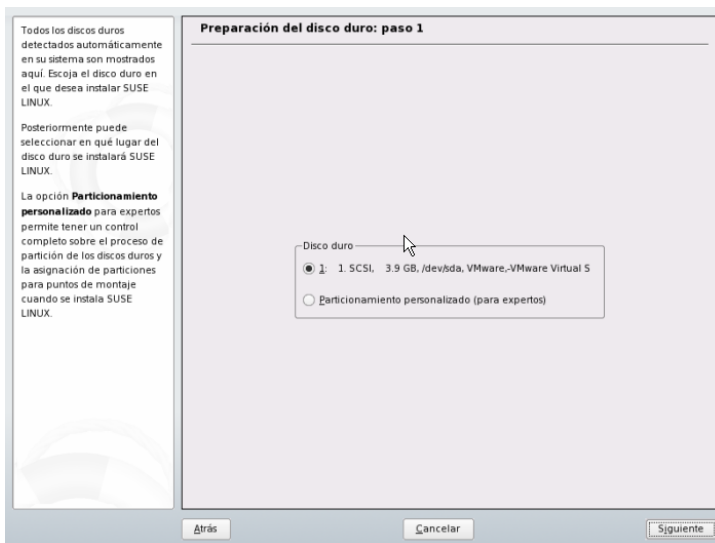 Todos los discos duros
detectados automáticamente
en su sistema son mostrados
aquí. Escoja el disco duro en
el que desea instalar SUSE
LINUX.
Posteriormente puede
seleccionar en qué lugar del
disco duro se instalará SUSE
LINUX.
La opción Particionamiento
personalizado para expertos
permite tener un control
completo sobre el proceso de
partición de los discos duros y
la asignación de particiones
para puntos de montaje
cuando se instala SUSE
LINUX.
Preparación del disco duro: paso 1
Disco duro
1: 1. SCSI, 3.9 GB, /dev/sda, VMware,-VMware Virtual S
Particionamiento personalizado (para expertos)
Atrás
Cancelar
Siguiente